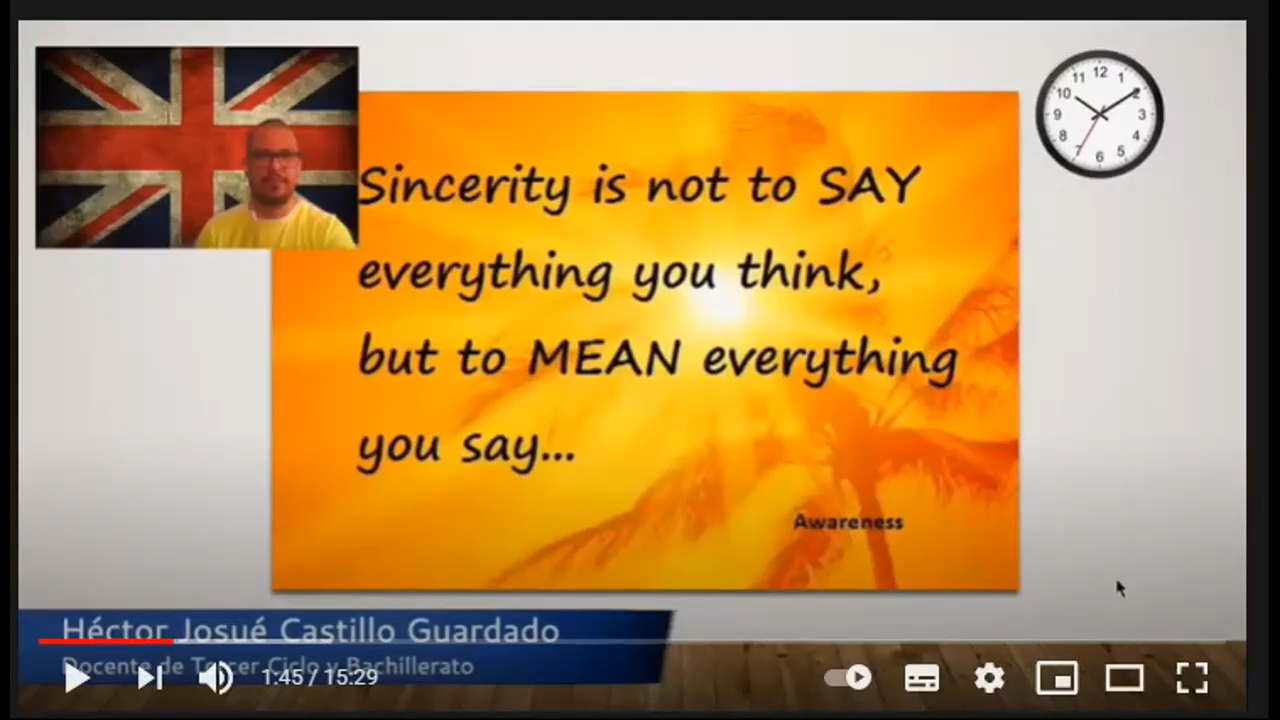 12
11
1
10
2
9
3
8
4
7
5
6
Sincerity is not to SAY
everything you think,
but to MEAN everything
you say...
Awareness
Héctor Josué Castillo Guardado
Docente de Tercer Ciclo y Bachillerato
1:45 / 15:29